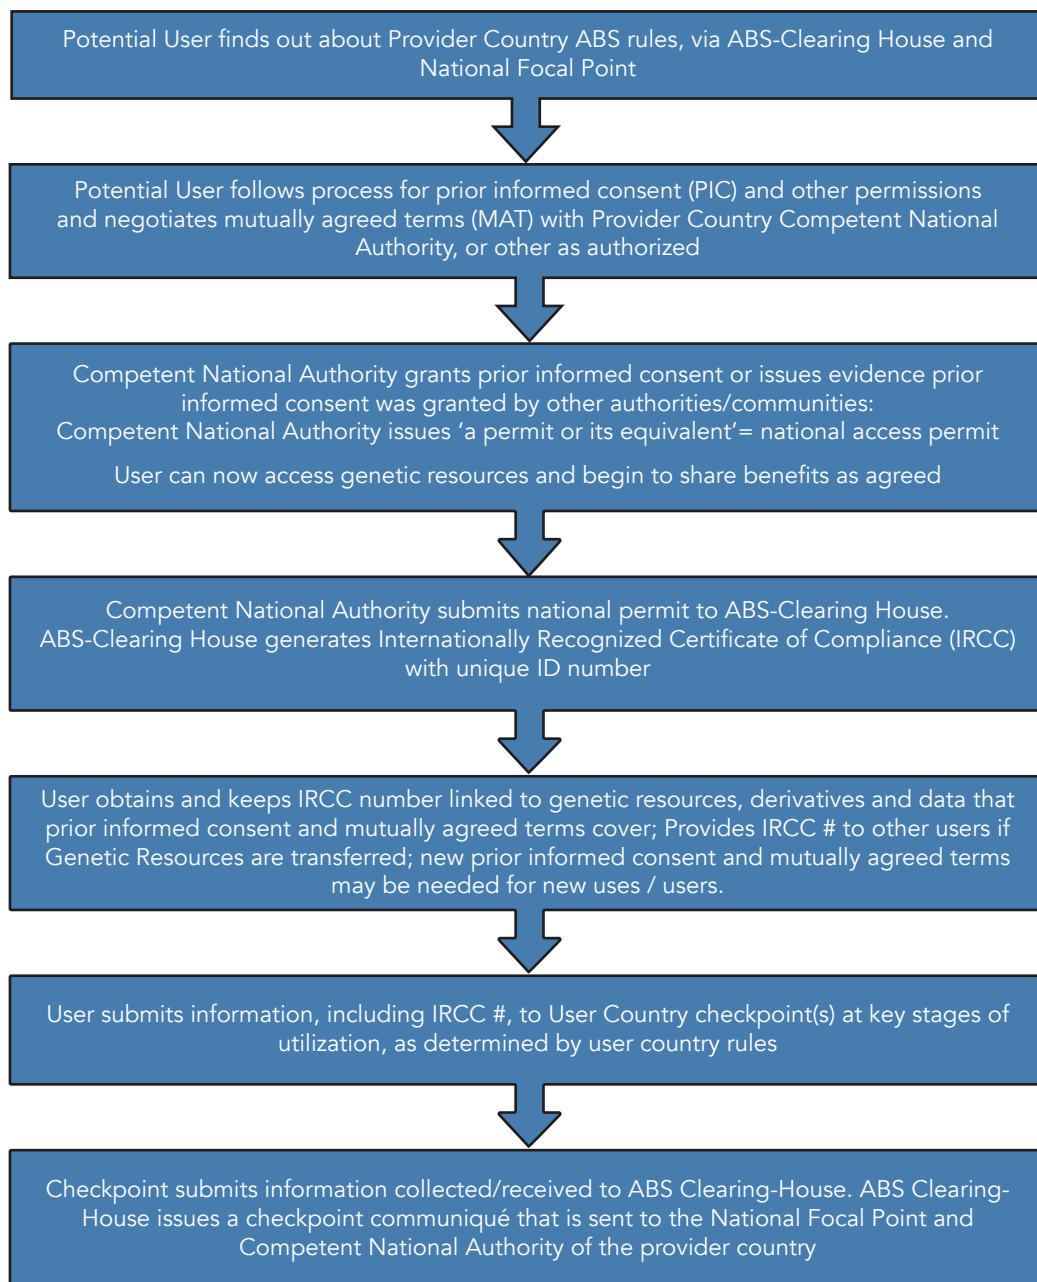 Potential User finds out about Provider Country ABS rules, via ABS-Clearing House and
National Focal Point
Potential User follows process for prior informed consent (PIC) and other permissions
and negotiates mutually agreed terms (MAT) with Provider Country Competent National
Authority, or other as authorized
Competent National Authority grants prior informed consent or issues evidence prior
informed consent was granted by other authorities/communities:
Competent National Authority issues ‘a permit or its equivalent’= national access permit
User can now access genetic resources and begin to share benefits as agreed
Competent National Authority submits national permit to ABS-Clearing House.
ABS-Clearing House generates Internationally Recognized Certificate of Compliance (IRCC)
with unique ID number
User obtains and keeps IRCC number linked to genetic resources, derivatives and data that
prior informed consent and mutually agreed terms cover; Provides IRCC # to other users if
Genetic Resources are transferred; new prior informed consent and mutually agreed terms
may be needed for new uses / users.
User submits information, including IRCC #, to User Country checkpoint(s) at key stages of
utilization, as determined by user country rules
Checkpoint submits information collected/received to ABS Clearing-House. ABS Clearing-
House issues a checkpoint communiqué that is sent to the National Focal Point and
Competent National Authority of the provider country